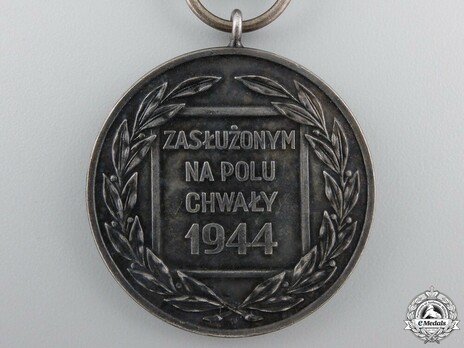 ZASŁUŻONYM
NA POLU
CHWAŁY
1944